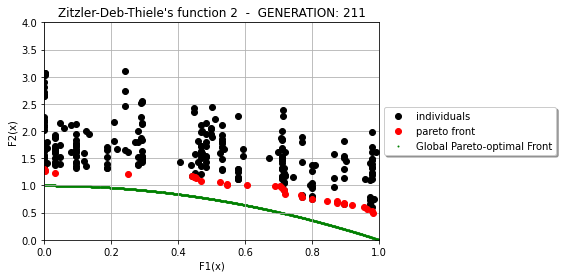 Zitzler-Deb-Thiele's function 2 - GENERATION: 211
4.0
3.5
3.0
2.5
2.0
1.5
1.0
0.5
0.0
F2(x)
0.0 0.2 0.4 0.6 0.8 1.0
F1(x)
individuals
pareto front
Global Pareto-optimal Front